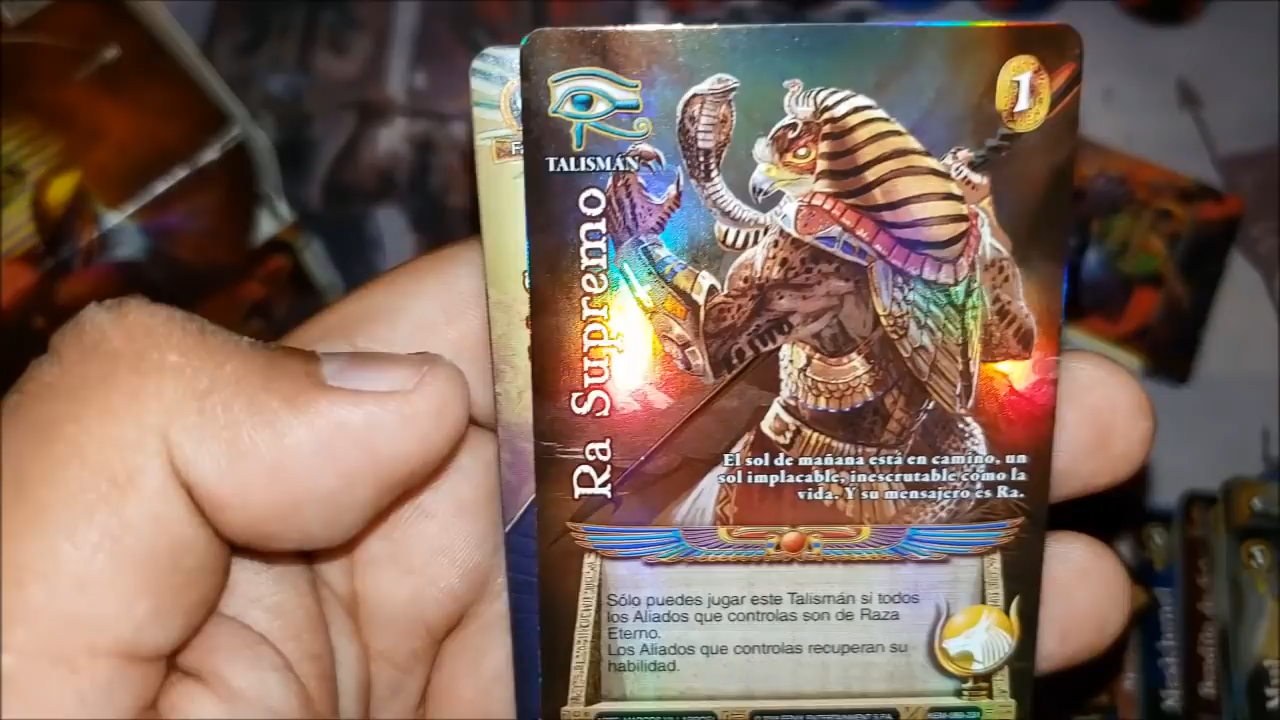 1
TALISMÁN
Ra Supremo
El sol de mañana está en camino, un
sol implacable, inescrutable como la
vida. Y su mensajero es Ra.
Sólo puedes jugar este Talismán si todos
los Aliados que controlas son de Raza
Eterno.
Los Aliados que controlas recuperan su
habilidad.